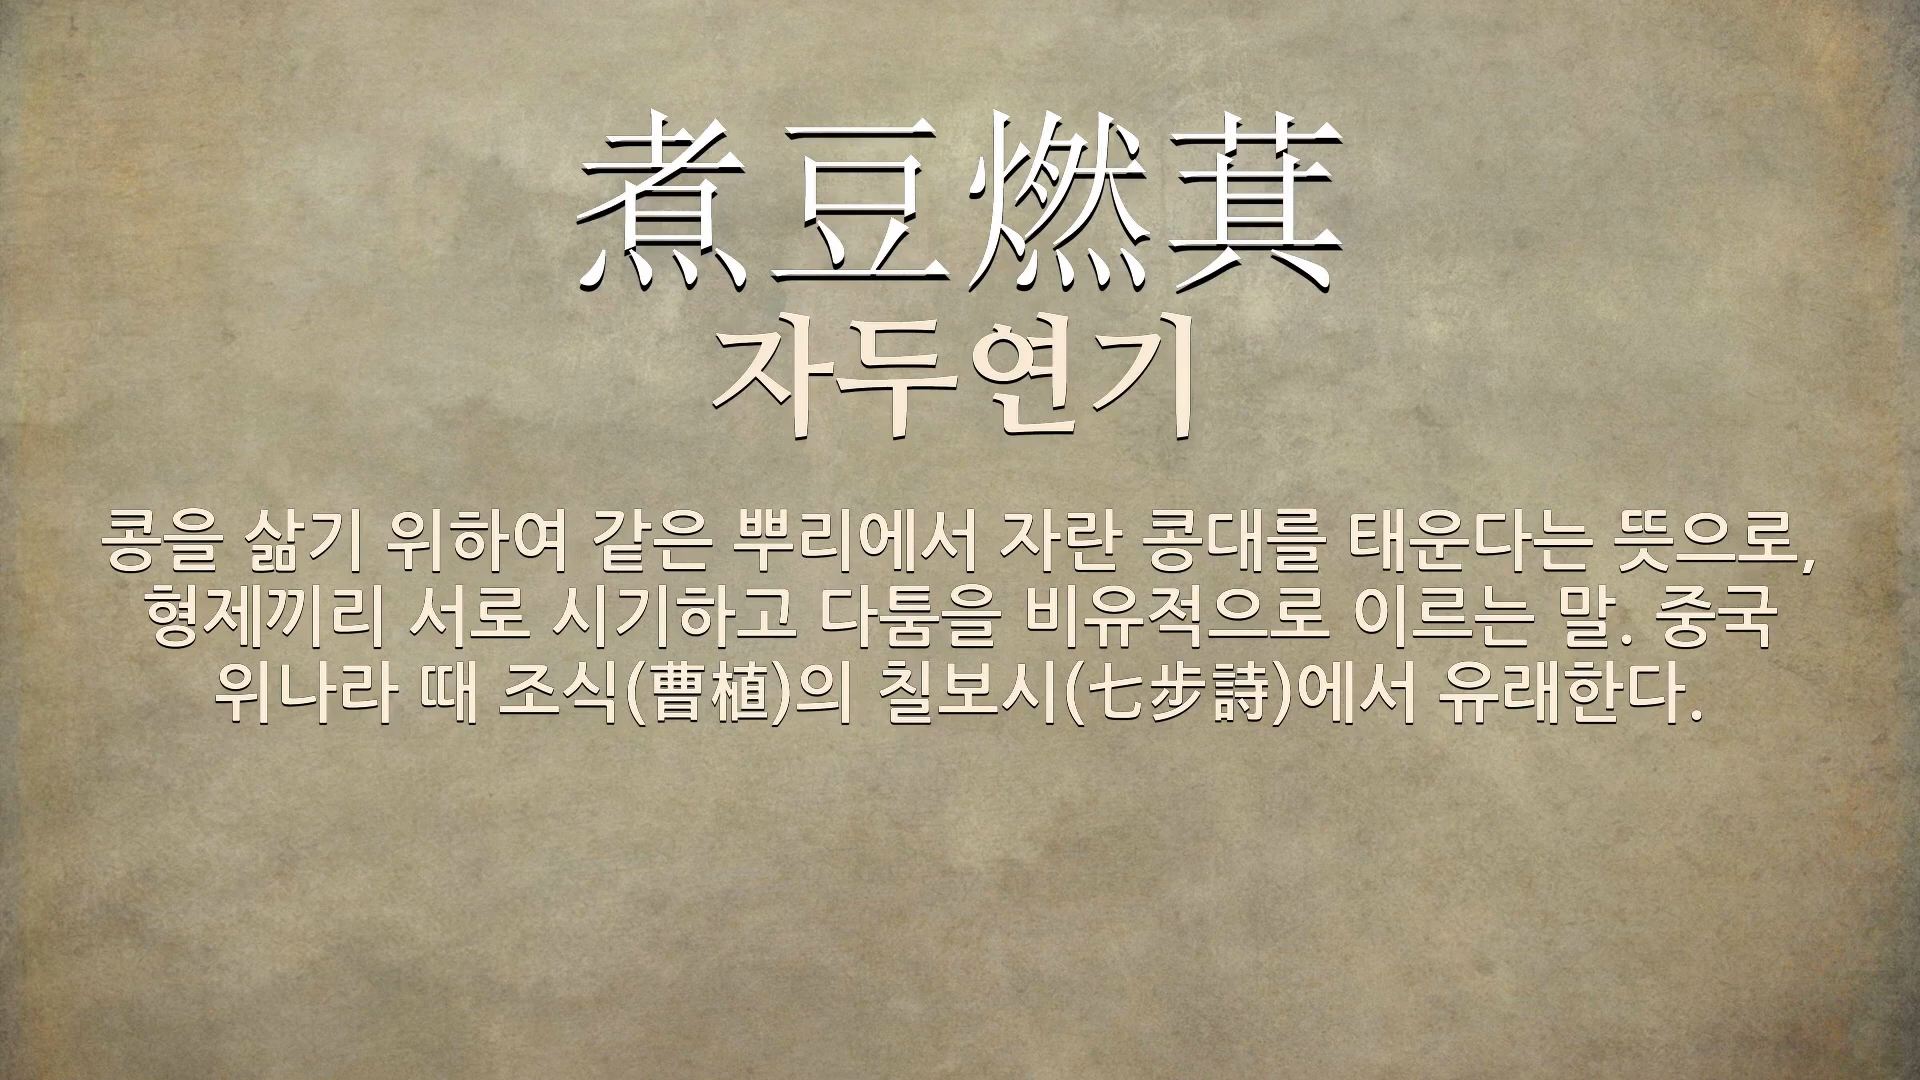 煮豆燃萁
자두연기
콩을 삶기 위하여 같은 뿌리에서 자란 콩대를 태운다는 뜻으로,
형제끼리 서로 시기하고 다툼을 비유적으로 이르는 말. 중국
위나라 때 조식(曹植)의 칠보시(七步詩)에서 유래한다.